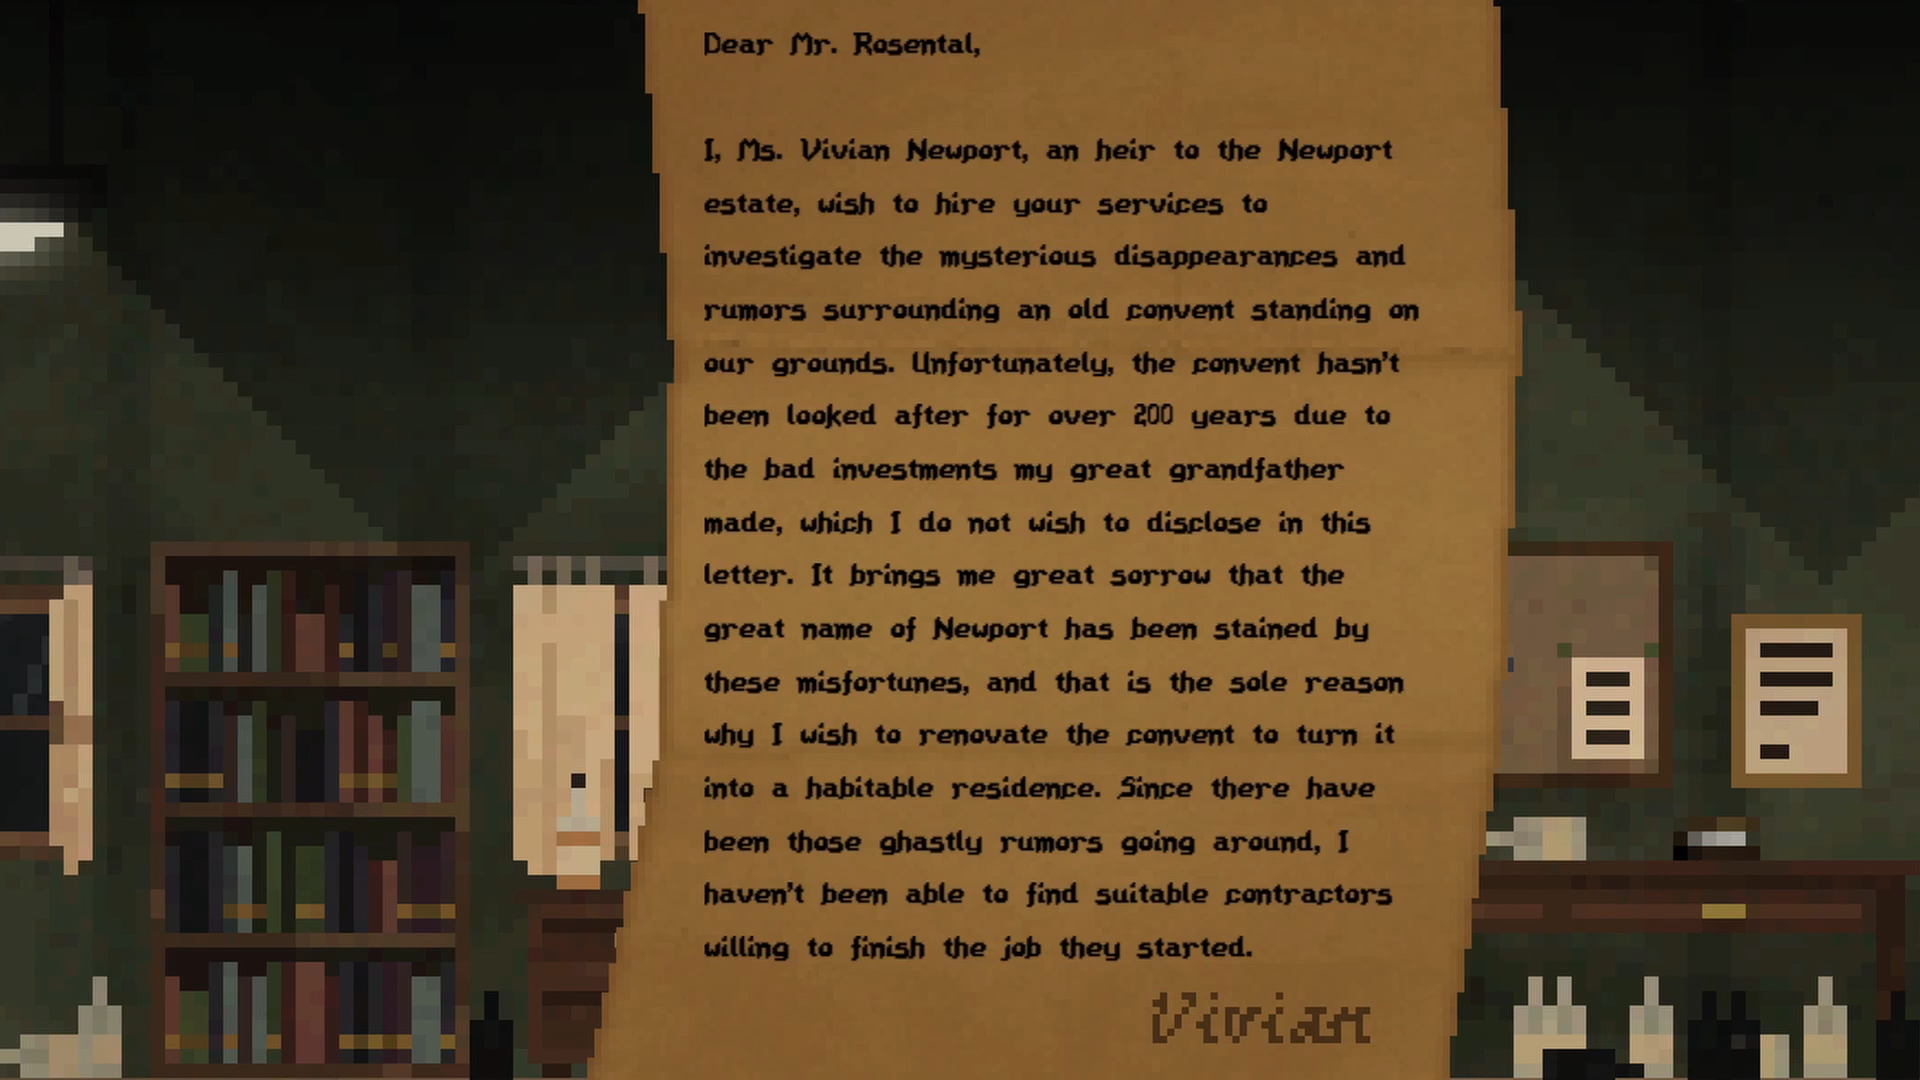 Dear Mr. Rosental,
I, Ms. Vivian Newport, an heir to the Newport
estate, wish to hire your services to
investigate the mysterious disappearances and
rumors surrounding an old convent standing on
our grounds. Unfortunately, the convent hasn't
been looked after for over 200 years due to
the bad investments my great grandfather
made, which I do not wish to disclose in this
letter. It brings me great sorrow that the
great name of Newport has been stained by
these misfortunes, and that is the sole reason
why I wish to renovate the convent to turn it
into a habitable residence. Since there have
been those ghastly rumors going around, I
haven't been able to find suitable contractors
willing to finish the job they started.
Vivian